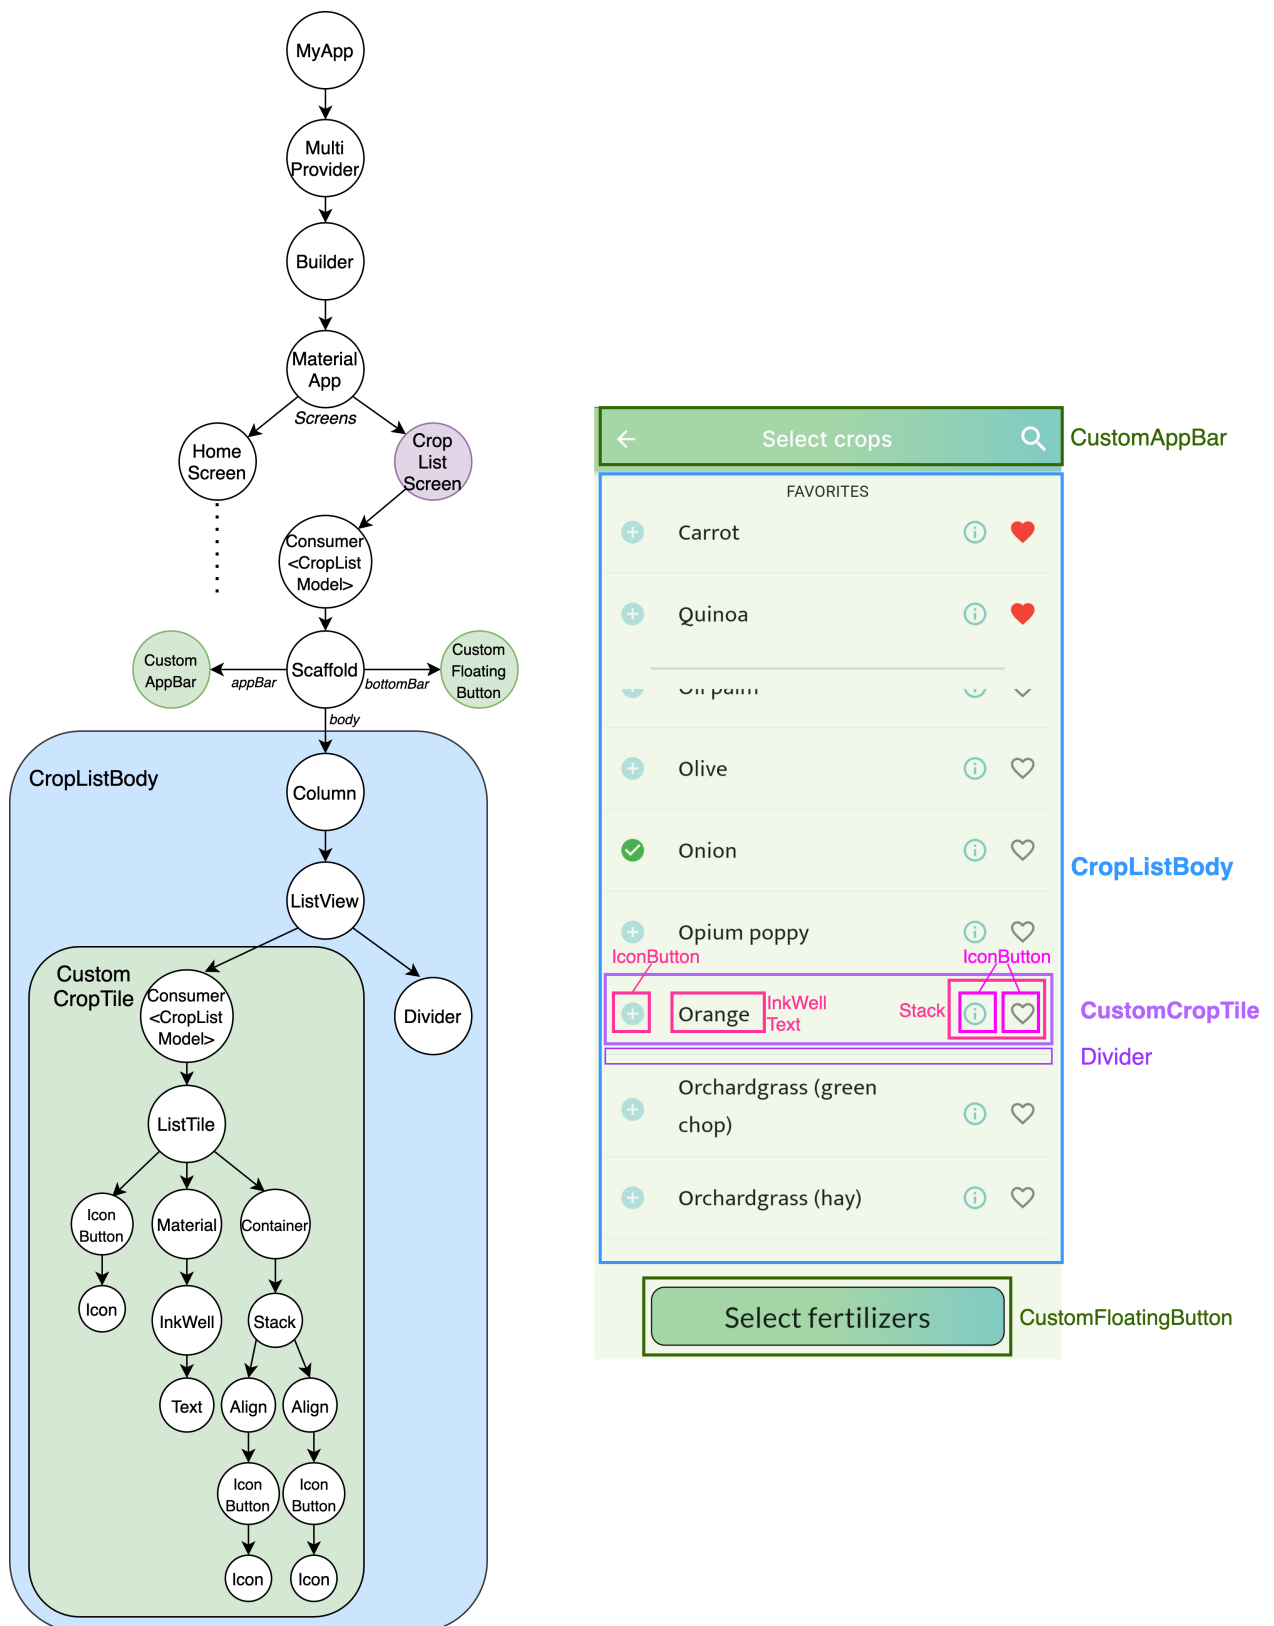 MyApp
Multi
Provider
Builder
Material
App
Screens
Home
Screen
Crop
List
Screen
Consumer
<CropList
Model>
Custom
AppBar
appBar
Scaffold
bottomBar
Custom
Floating
Button
body
CropListBody
Column
ListView
Custom
CropTile
Consumer
<CropList
Model>
Divider
ListTile
Icon
Button
Material
Container
Icon
InkWell
Stack
Text
Align
Align
Icon
Button
Icon
Button
Icon
Icon
Select crops
CustomAppBar
FAVORITES
Carrot
Quinoa
Oil palm
Olive
Onion
CropListBody
Opium poppy
IconButton
IconButton
Orange
InkWell
Text
Stack
CustomCropTile
Divider
Orchardgrass (green
chop)
Orchardgrass (hay)
Select fertilizers
CustomFloatingButton